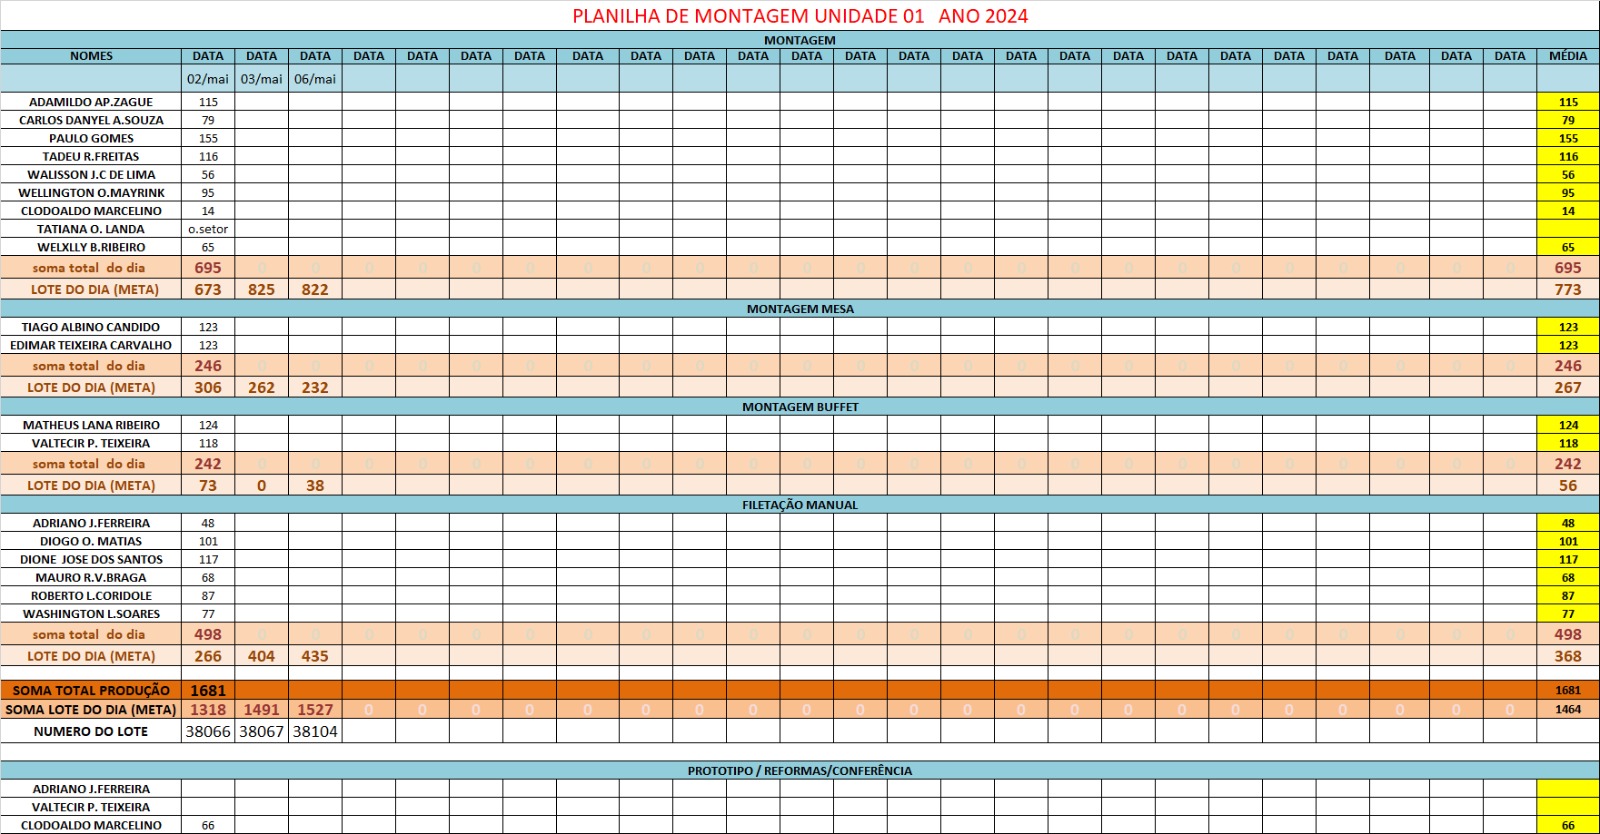 PLANILHA DE MONTAGEM UNIDADE 01 ANO 2024
MONTAGEM
NOMES DATA DATA DATA DATA DATA DATA DATA DATA DATA DATA DATA DATA DATA DATA DATA DATA DATA DATA DATA DATA DATA DATA DATA DATA DATA MÉDIA
02/mai 03/mai 06/mai
ADAMILDO AP.ZAGUE 115 115
CARLOS DANYEL A.SOUZA 79 79
PAULO GOMES 155 155
TADEU R.FREITAS 116 116
WALISSON J.C DE LIMA 56 56
WELLINGTON O.MAYRINK 95 95
CLODOALDO MARCELINO 14 14
TATIANA O. LANDA o.setor
WELXLLY B.RIBEIRO 65 65
soma total do dia 695 0 0 0 0 0 0 0 0 0 0 0 0 0 0 0 0 0 0 0 0 0 0 0 0 695
LOTE DO DIA (META) 673 825 822 773
MONTAGEM MESA
TIAGO ALBINO CANDIDO 123 123
EDIMAR TEIXEIRA CARVALHO 123 123
soma total do dia 246 0 0 0 0 0 0 0 0 0 0 0 0 0 0 0 0 0 0 0 0 0 0 0 0 246
LOTE DO DIA (META) 306 262 232 267
MONTAGEM BUFFET
MATHEUS LANA RIBEIRO 124 124
VALTECIR P. TEIXEIRA 118 118
soma total do dia 242 0 0 0 0 0 0 0 0 0 0 0 0 0 0 0 0 0 0 0 0 0 0 0 0 242
LOTE DO DIA (META) 73 0 38 56
FILETAÇÃO MANUAL
ADRIANO J.FERREIRA 48 48
DIOGO O. MATIAS 101 101
DIONE JOSE DOS SANTOS 117 117
MAURO R.V.BRAGA 68 68
ROBERTO L.CORIDOLE 87 87
WASHINGTON L.SOARES 77 77
soma total do dia 498 0 0 0 0 0 0 0 0 0 0 0 0 0 0 0 0 0 0 0 0 0 0 0 0 498
LOTE DO DIA (META) 266 404 435 368
SOMA TOTAL PRODUÇÃO 1681 1681
SOMA LOTE DO DIA (META) 1318 1491 1527 0 0 0 0 0 0 0 0 0 0 0 0 0 0 0 0 0 0 0 0 0 0 1464
NUMERO DO LOTE 38066 38067 38104
PROTOTIPO / REFORMAS/CONFERÊNCIA
ADRIANO J.FERREIRA
VALTECIR P. TEIXEIRA
CLODOALDO MARCELINO 66 66